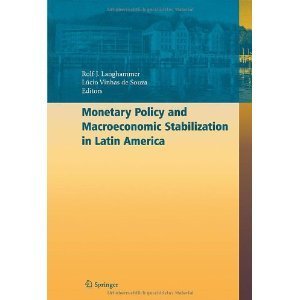 Rolf J. Langhammer
Lúcio Vinhas de Souza
Editors
Monetary Policy and
Macroeconomic Stabilization
in Latin America
Springer